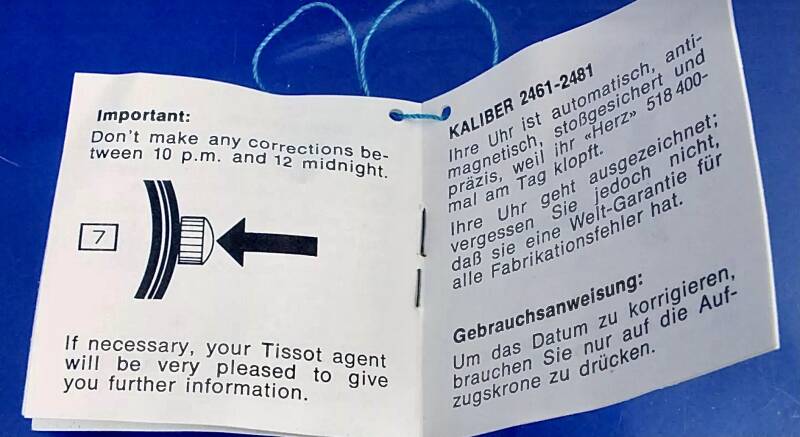 Important:
Don't make any corrections be-
tween 10 p.m. and 12 midnight.
7
If necessary, your Tissot agent
will be very pleased to give
you further information.
KALIBER 2461-2481
Ihre Uhr ist automatisch, anti-
magnetisch, stoßgesichert und
präzis, weil ihr «Herz» 518 400-
mal am Tag klopft.
Ihre Uhr geht ausgezeichnet;
vergessen Sie jedoch nicht,
daß sie eine Welt-Garantie für
alle Fabrikationsfehler hat.
Gebrauchsanweisung:
Um das Datum zu korrigieren,
brauchen Sie nur auf die Auf-
zugskrone zu drücken.